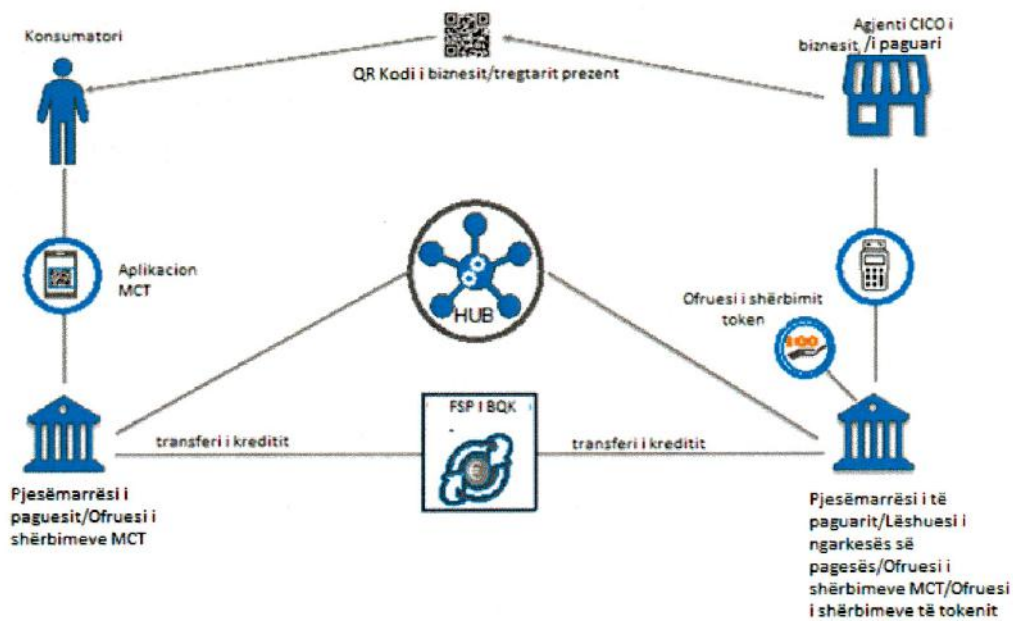 Konsumatori
QR Kodi i biznesit/tregtarit prezent
Agjenti CICO i
biznesit /i paguari
Aplikacion
MCT
HUB
Ofruesi i shërbimit
token
FSP I BQK
transferi i kreditit
transferi i kreditit
Pjesëmarrësi i
paguesit/Ofruesi i
shërbimeve MCT
Pjesëmarrësi i të
paguarit/Lëshuesi i
ngarkesës së
pagesës/Ofruesi i
shërbimeve MCT/Ofruesi
i shërbimeve të tokenit